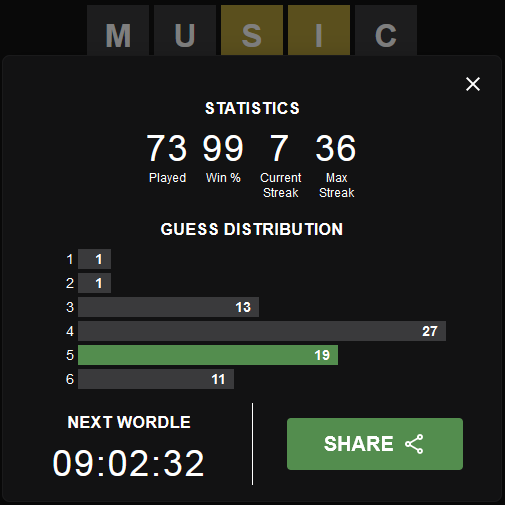 M U S I C
STATISTICS
73 99 7 36
Played Win % Current Streak Max Streak
GUESS DISTRIBUTION
1 1
2 1
3 13
4 27
5 19
6 11
NEXT WORDLE
09:02:32
SHARE